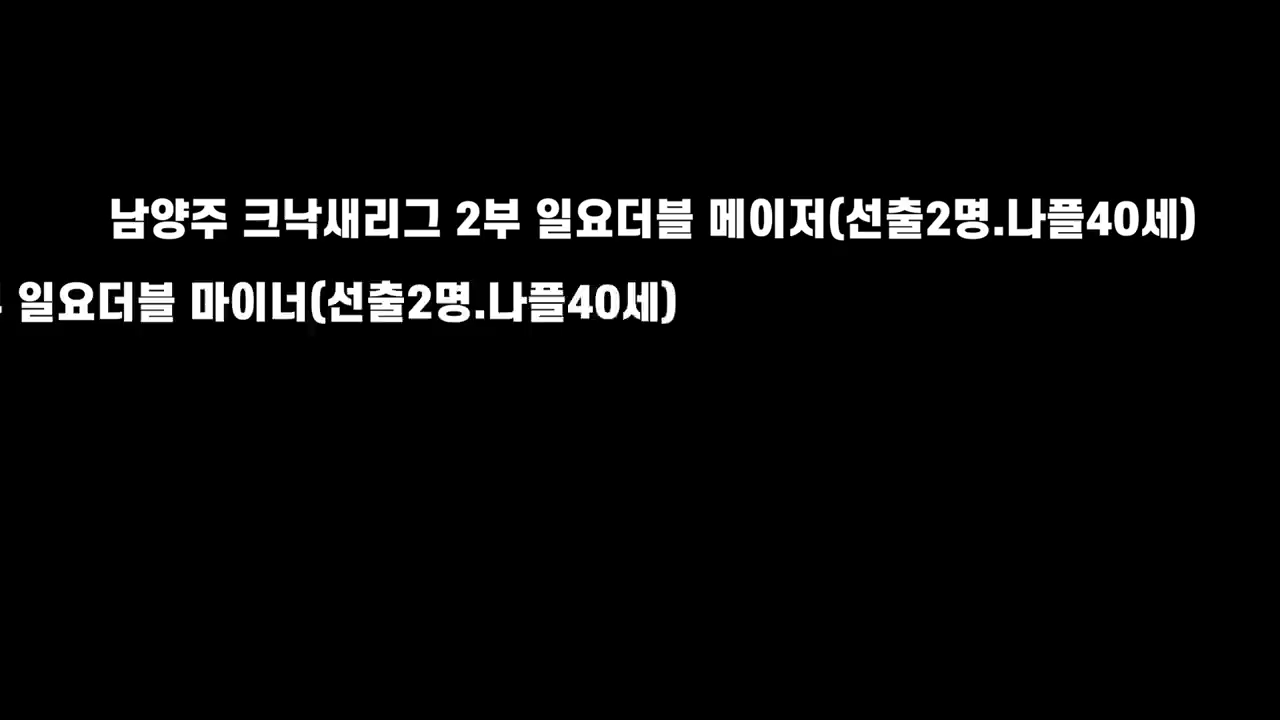 남양주 크낙새리그 2부 일요더블 메이저(선출2명.나플40세)
일요더블 마이너(선출2명.나플40세)